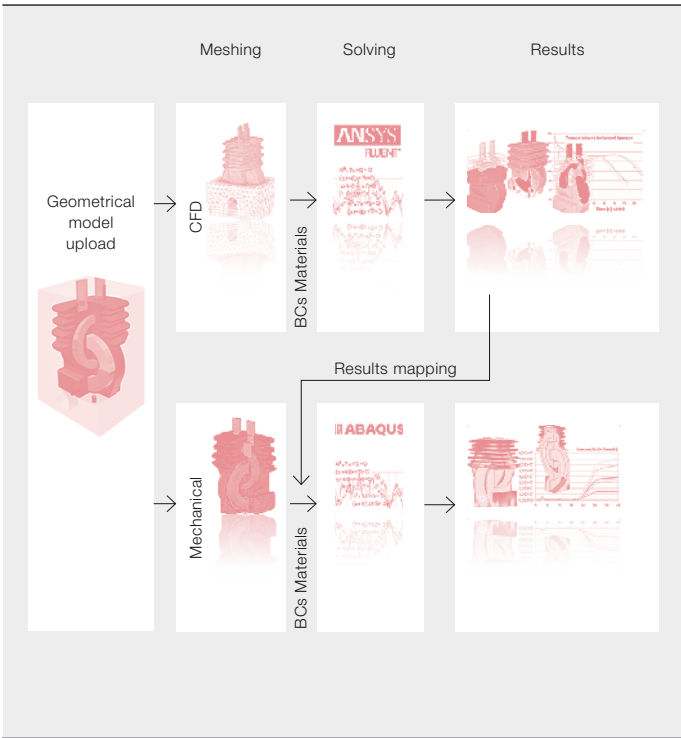 Meshing
Solving
Results
Geometrical
model
upload
CFD
BCs Materials
ANSYS
FLUENT
Results mapping
Mechanical
BCs Materials
ABAQUS